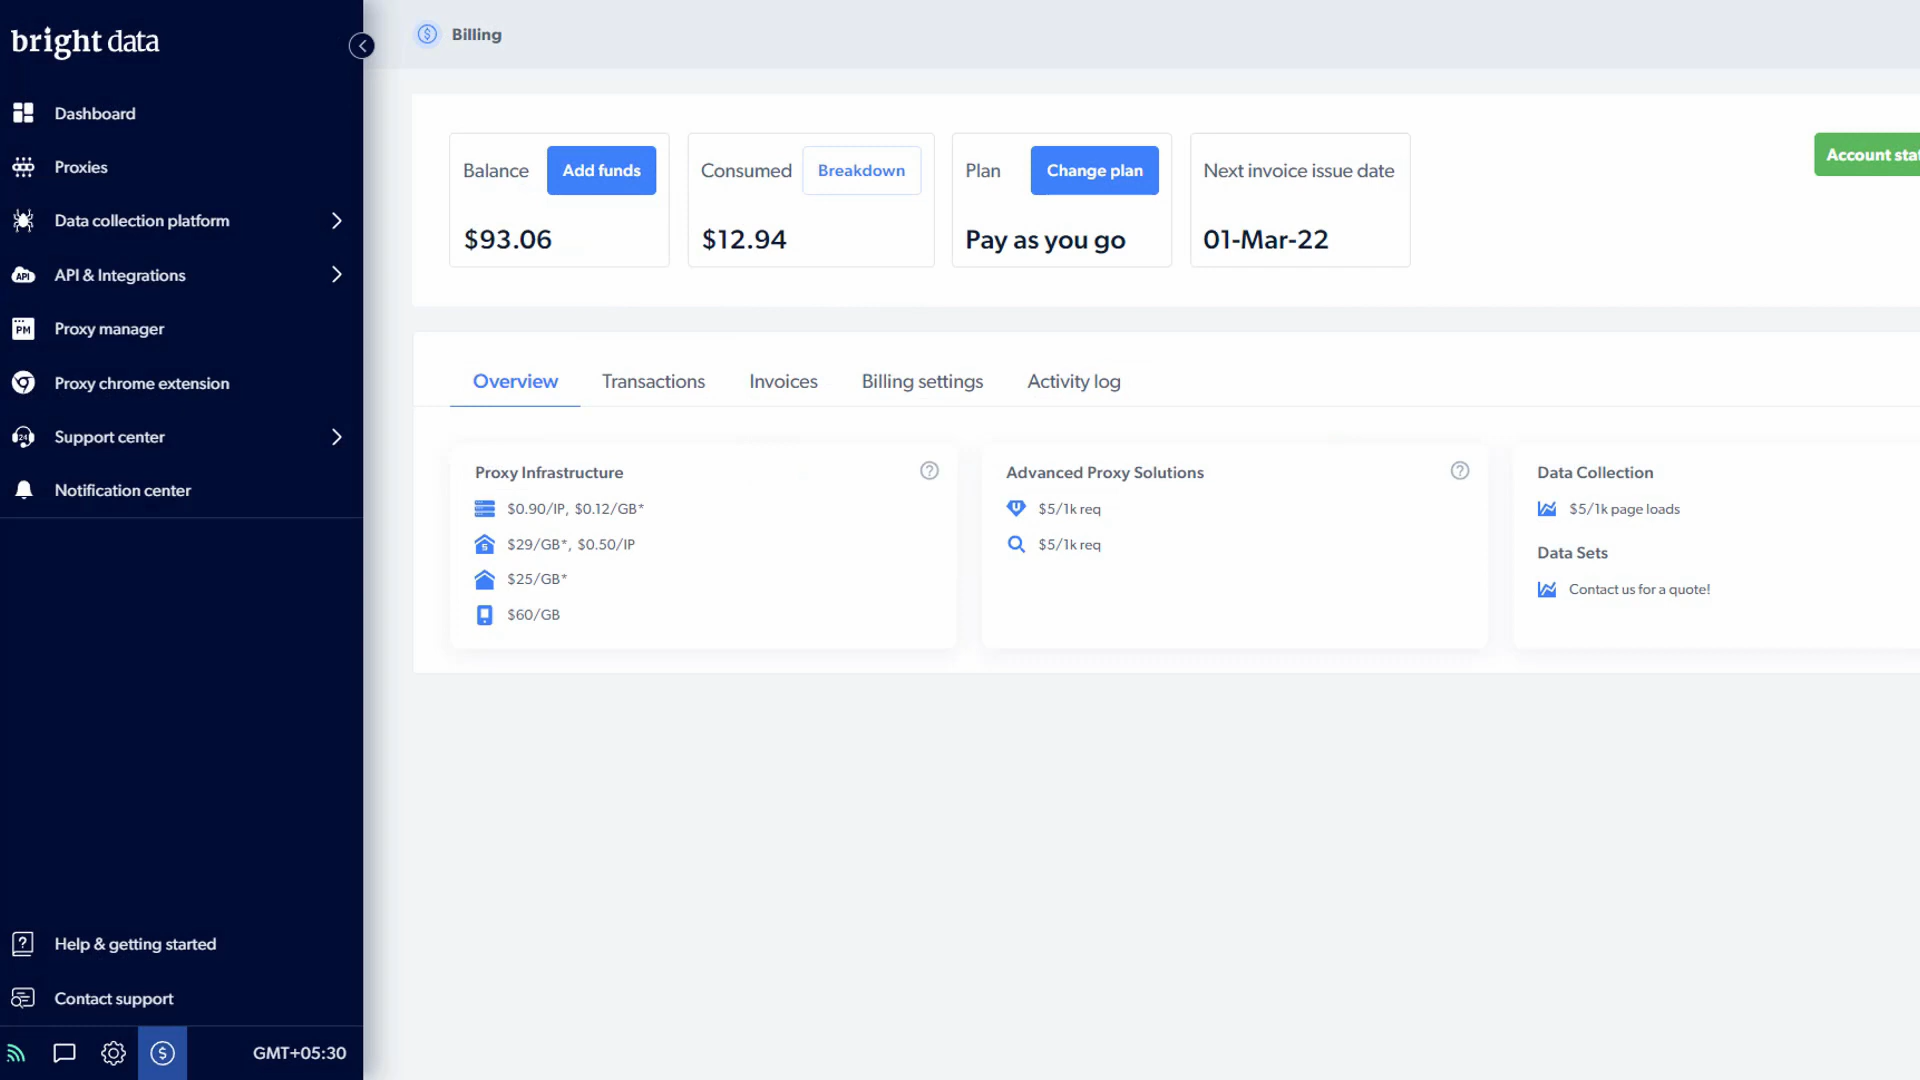 bright data
Dashboard
Proxies
Data collection platform
API & Integrations
Proxy manager
Proxy chrome extension
Support center
Notification center
Help & getting started
Contact support
GMT+05:30
Billing
Balance
Add funds
$93.06
Consumed
Breakdown
$12.94
Plan
Change plan
Pay as you go
Next invoice issue date
01-Mar-22
Account sta
Overview
Transactions
Invoices
Billing settings
Activity log
Proxy Infrastructure
$0.90/IP, $0.12/GB*
$29/GB*, $0.50/IP
$25/GB*
$60/GB
Advanced Proxy Solutions
$5/1k req
$5/1k req
Data Collection
$5/1k page loads
Data Sets
Contact us for a quote!